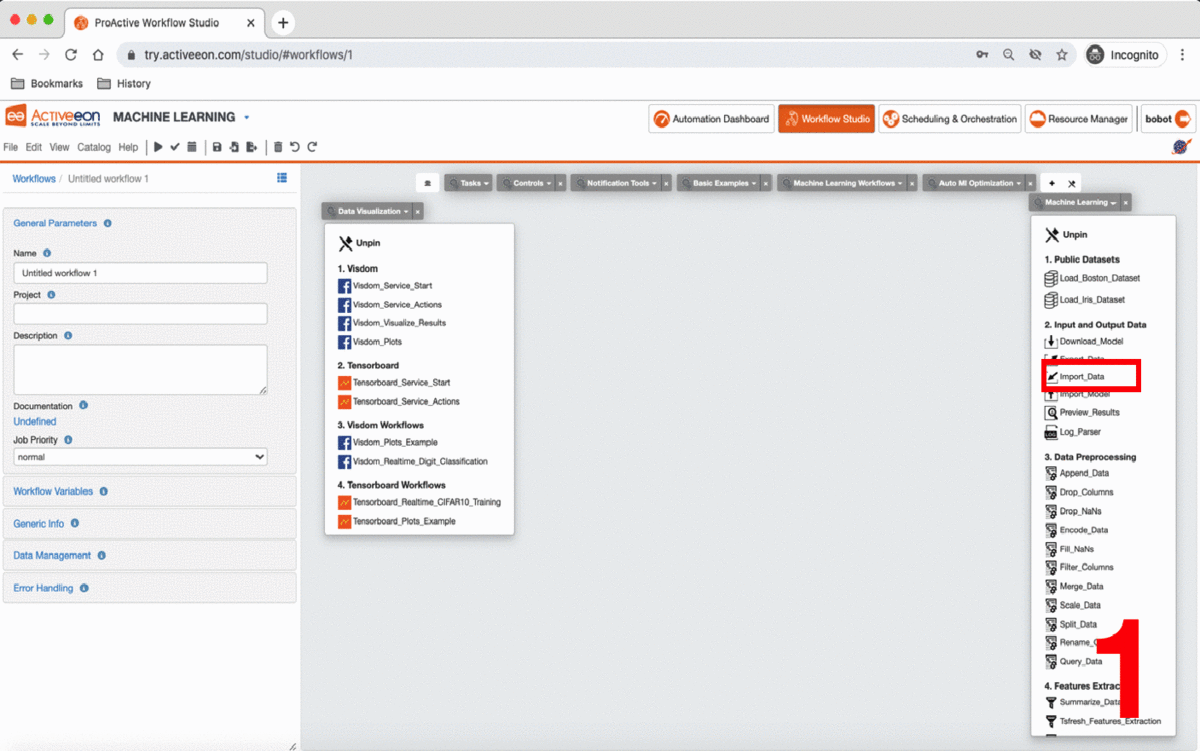 ProActive Workflow Studio
try.activeeon.com/studio/#workflows/1
Incognito
Bookmarks
History
ACTiVeeON
SCALE BEYOND LIMITS
MACHINE LEARNING
Automation Dashboard
Workflow Studio
Scheduling & Orchestration
Resource Manager
bobot
File Edit View Catalog Help
Workflows / Untitled workflow 1
General Parameters
Name
Untitled workflow 1
Project
Description
Documentation
Undefined
Job Priority
normal
Workflow Variables
Generic Info
Data Management
Error Handling
Tasks
Controls
Notification Tools
Basic Examples
Machine Learning Workflows
Auto Ml Optimization
Data Visualization
Unpin
1. Visdom
Visdom_Service_Start
Visdom_Service_Actions
Visdom_Visualize_Results
Visdom_Plots
2. Tensorboard
Tensorboard_Service_Start
Tensorboard_Service_Actions
3. Visdom Workflows
Visdom_Plots_Example
Visdom_Realtime_Digit_Classification
4. Tensorboard Workflows
Tensorboard_Realtime_CIFAR10_Training
Tensorboard_Plots_Example
Machine Learning
Unpin
1. Public Datasets
Load_Boston_Dataset
Load_Iris_Dataset
2. Input and Output Data
Download_Model
Export_Data
Import_Data
Import_Model
Preview_Results
Log_Parser
3. Data Preprocessing
Append_Data
Drop_Columns
Drop_NaNs
Encode_Data
Fill_NaNs
Filter_Columns
Merge_Data
Scale_Data
Split_Data
Query_Data
4. Features Extrac
Summarize_Data
Tsfresh_Features_Extraction
1